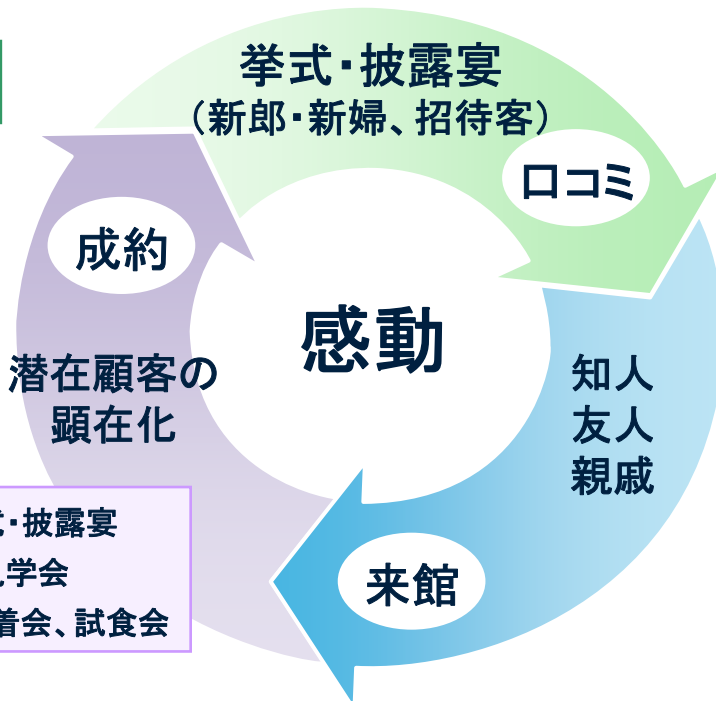 挙式・披露宴
（新郎・新婦、招待客）
口コミ
成約
感動
潜在顧客の
顕在化
知人
友人
親戚
来館
式・披露宴
学会
着会、試食会